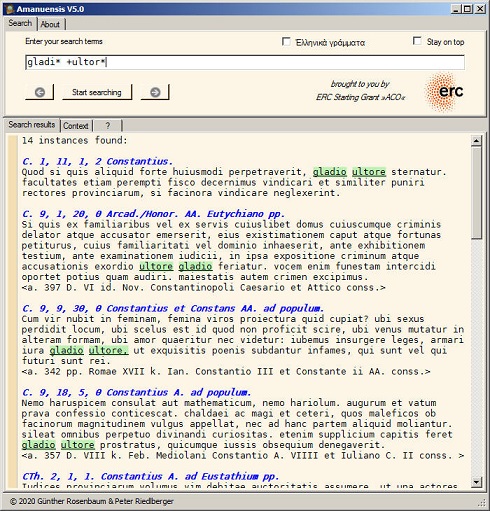 Amanuensis V5.0
Search About
Enter your search terms
Ἑλληνικὰ γράμματα
Stay on top
gladi* +ultor*
Start searching
brought to you by
ERC Starting Grant »ACO«
erc
Search results Context ?
14 instances found:
C. 1, 11, 1, 2 Constantius.
Quod si quis aliquid forte huiusmodi perpetraverit, gladio ultore sternatur.
facultates etiam perempti fisco decernimus vindicari et similiter puniri
rectores provinciarum, si facinora vindicare neglexerint.
C. 9, 1, 20, 0 Arcad./Honor. AA. Eutychiano pp.
Si quis ex familiaribus vel ex servis cuiuslibet domus cuiuscumque criminis
delator atque accusator emerserit, eius existimationem caput atque fortunas
petiturus, cuius familiaritati vel dominio inhaeserit, ante exhibitionem
testium, ante examinationem iudicii, in ipsa expositione criminum atque
accusationis exordio ultore gladio feriatur. vocem enim funestam intercidi
oportet potius quam audiri. maiestatis autem crimen excipimus.
<a. 397 D. VI id. Nov. Constantinopoli Caesario et Attico conss.>
C. 9, 9, 30, 0 Constantius et Constans AA. ad populum.
Cum vir nubit in feminam, femina viros proiectura quid cupiat? ubi sexus
perdidit locum, ubi scelus est id quod non proficit scire, ubi venus mutatur in
alteram formam, ubi amor quaeritur nec videtur: iubemus insurgere leges, armari
iura gladio ultore, ut exquisitis poenis subdantur infames, qui sunt vel qui
futuri sunt rei.
<a. 342 pp. Romae XVII k. Ian. Constantio III et Constante ii AA. conss.>
C. 9, 18, 5, 0 Constantius A. ad populum.
Nemo haruspicem consulat aut mathematicum, nemo hariolum. augurum et vatum
prava confessio conticescat. chaldaei ac magi et ceteri, quos maleficos ob
facinorum magnitudinem vulgus appellat, nec ad hanc partem aliquid moliantur.
sileat omnibus perpetuo divinandi curiositas. etenim supplicium capitis feret
gladio ultore prostratus, quicumque iussis obsequium denegaverit.
<a. 357 D. VIII k. Feb. Mediolano Constantio A. VIIII et Iuliano C. II conss. >
CTh. 2, 1, 1. Constantius A. ad Eustathium pp.
Iudices provinciarum volumus vim debitae auctoritatis assumere, ut una actores
© 2020 Günther Rosenbaum & Peter Riedlberger